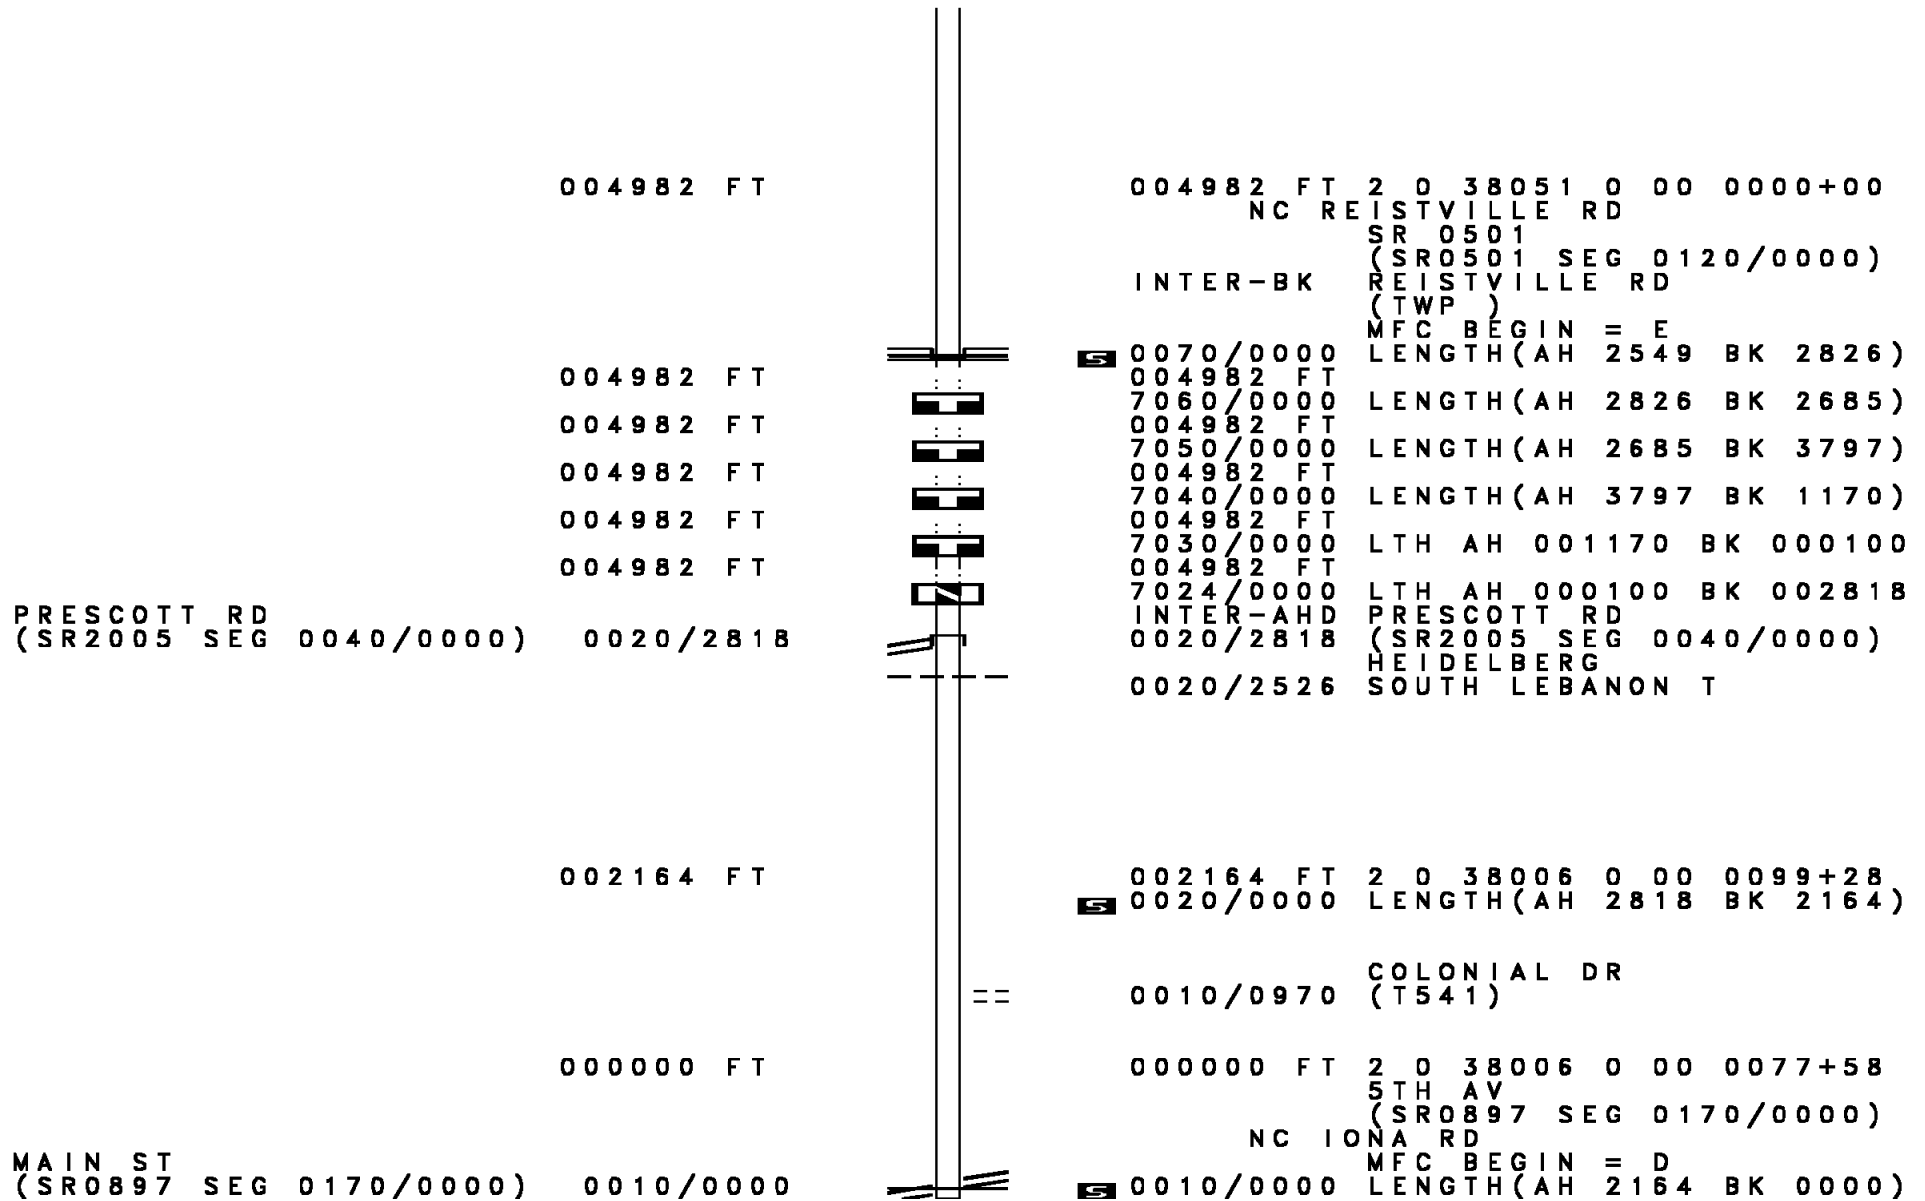 004982 FT 004982 FT 2 0 38051 0 00 0000+00
NC REISTVILLE RD
SR 0501
(SR0501 SEG 0120/0000)
INTER-BK REISTVILLE RD
(TWP )
MFC BEGIN = E
S 0070/0000 LENGTH(AH 2549 BK 2826)
004982 FT 004982 FT
7060/0000 LENGTH(AH 2826 BK 2685)
004982 FT 004982 FT
7050/0000 LENGTH(AH 2685 BK 3797)
004982 FT 004982 FT
7040/0000 LENGTH(AH 3797 BK 1170)
004982 FT 004982 FT
7030/0000 LTH AH 001170 BK 000100
004982 FT 004982 FT
7024/0000 LTH AH 000100 BK 002818
PRESCOTT RD INTER-AHD PRESCOTT RD
(SR2005 SEG 0040/0000) 0020/2818 0020/2818 (SR2005 SEG 0040/0000)
HEIDELBERG
0020/2526 SOUTH LEBANON T
002164 FT 002164 FT 2 0 38006 0 00 0099+28
S 0020/0000 LENGTH(AH 2818 BK 2164)
COLONIAL DR
0010/0970 (T541)
000000 FT 000000 FT 2 0 38006 0 00 0077+58
5TH AV
(SR0897 SEG 0170/0000)
NC IONA RD
MAIN ST MFC BEGIN = D
(SR0897 SEG 0170/0000) 0010/0000 S 0010/0000 LENGTH(AH 2164 BK 0000)